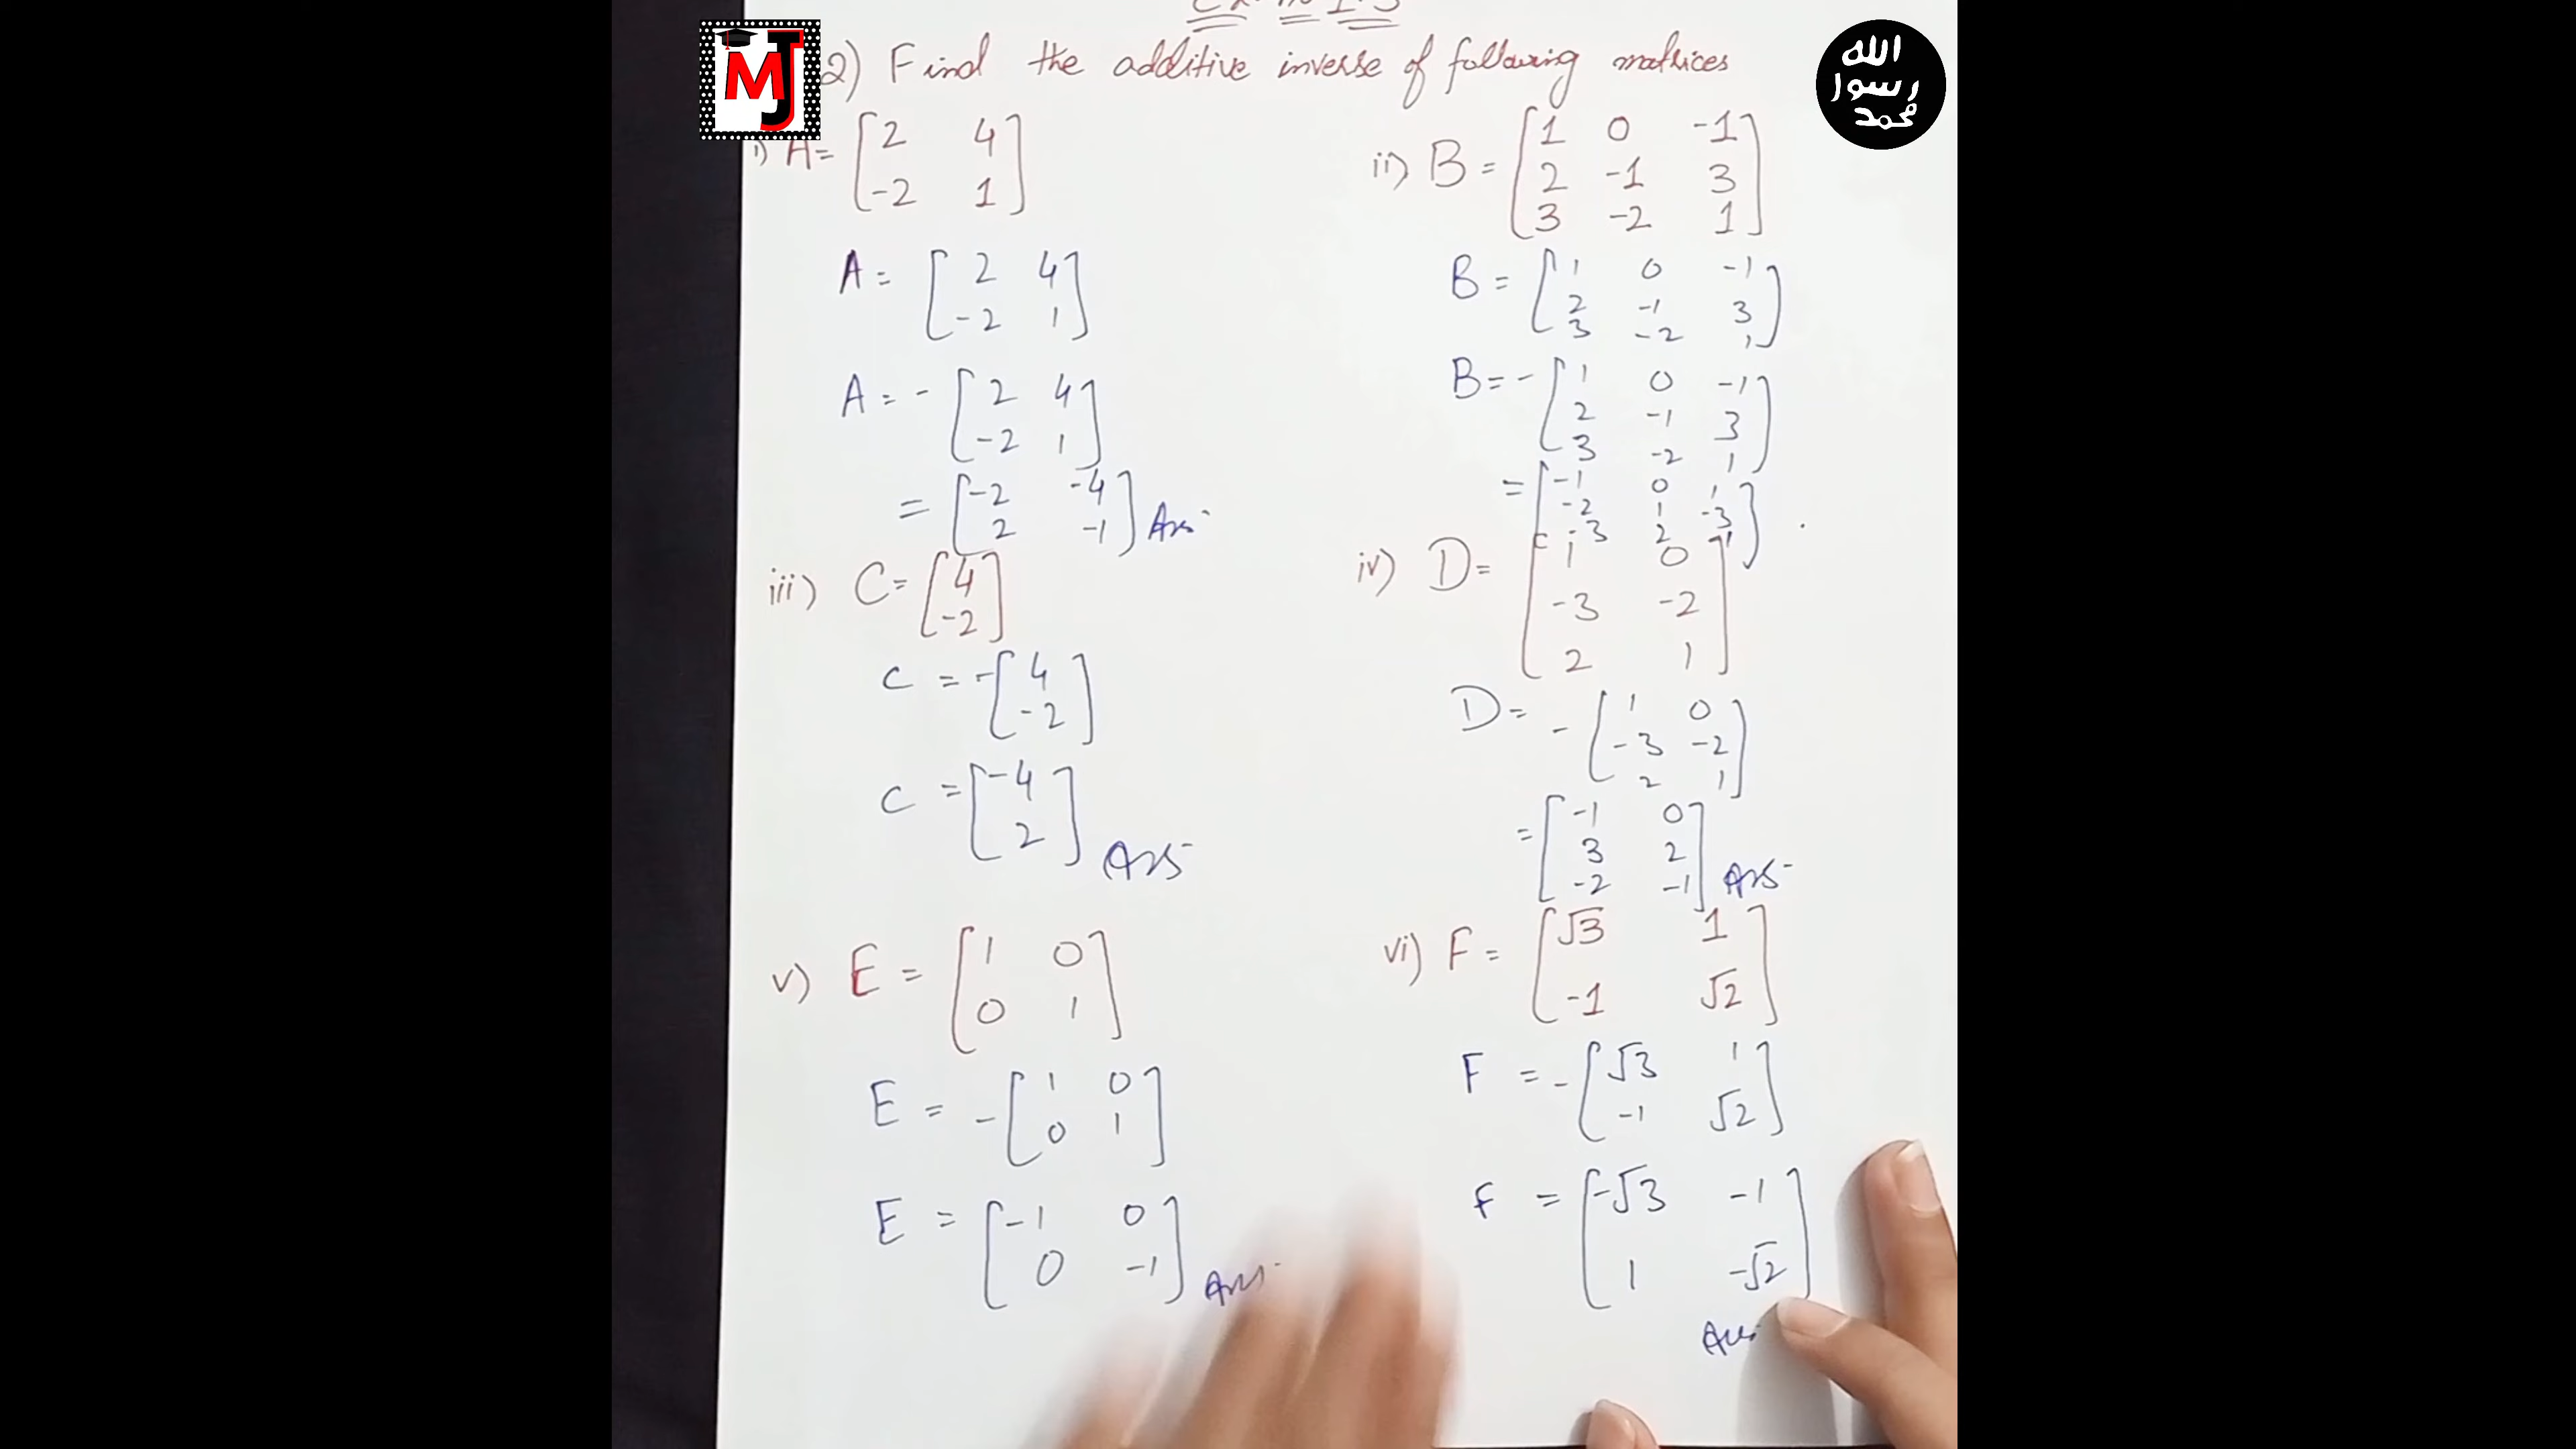 Ex. no 1.3
MJ
2) Find the additive inverse of following matrices
الله
رسول
محمد
i) A= [2 4
-2 1]
A = [2 4
-2 1]
A = - [2 4
-2 1]
= [-2 -4
2 -1] Ans
ii) B = [1 0 -1
2 -1 3
3 -2 1]
B = [1 0 -1
2 -1 3
3 -2 1]
B = - [1 0 -1
2 -1 3
3 -2 1]
= [-1 0 1
-2 1 -3
-3 2 -1]
iii) C= [4
-2]
C = - [4
-2]
C = [-4
2] Ans
iv) D= [1 0
-3 -2
2 1]
D= - [1 0
-3 -2
2 1]
= [-1 0
3 2
-2 -1] Ans
v) E = [1 0
0 1]
E = - [1 0
0 1]
E = [-1 0
0 -1] Ans
vi) F = [√3 1
-1 √2]
F = - [√3 1
-1 √2]
F = [-√3 -1
1 -√2]
Ans